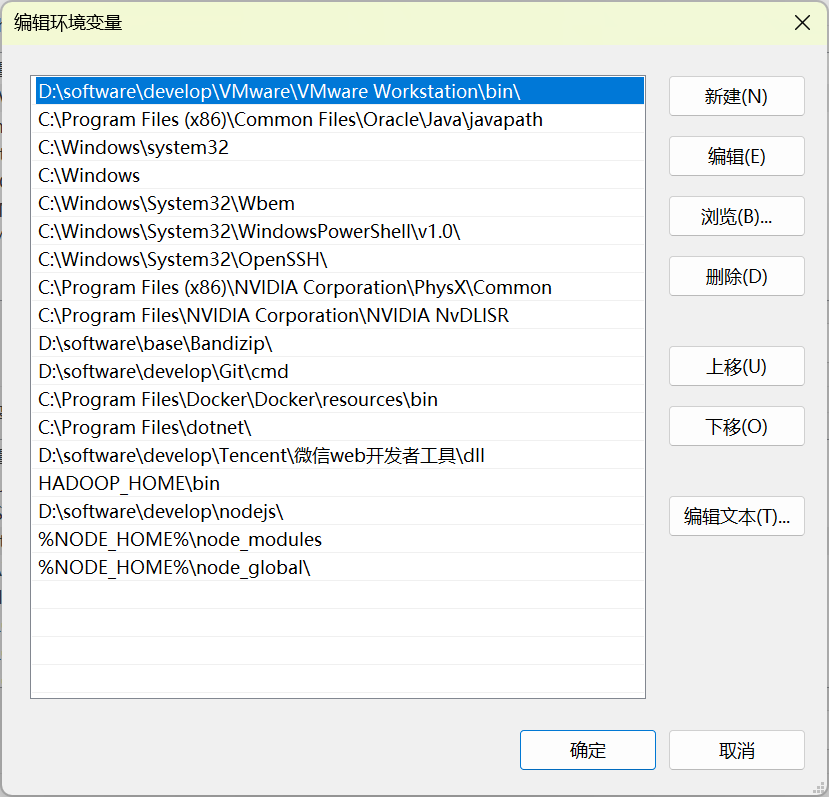 编辑环境变量
D:\software\develop\VMware\VMware Workstation\bin\
C:\Program Files (x86)\Common Files\Oracle\Java\javapath
C:\Windows\system32
C:\Windows
C:\Windows\System32\Wbem
C:\Windows\System32\WindowsPowerShell\v1.0\
C:\Windows\System32\OpenSSH\
C:\Program Files (x86)\NVIDIA Corporation\PhysX\Common
C:\Program Files\NVIDIA Corporation\NVIDIA NvDLISR
D:\software\base\Bandizip\
D:\software\develop\Git\cmd
C:\Program Files\Docker\Docker\resources\bin
C:\Program Files\dotnet\
D:\software\develop\Tencent\微信web开发者工具\dll
HADOOP_HOME\bin
D:\software\develop\nodejs\
%NODE_HOME%\node_modules
%NODE_HOME%\node_global\
新建(N)
编辑(E)
浏览(B)...
删除(D)
上移(U)
下移(O)
编辑文本(T)...
确定
取消